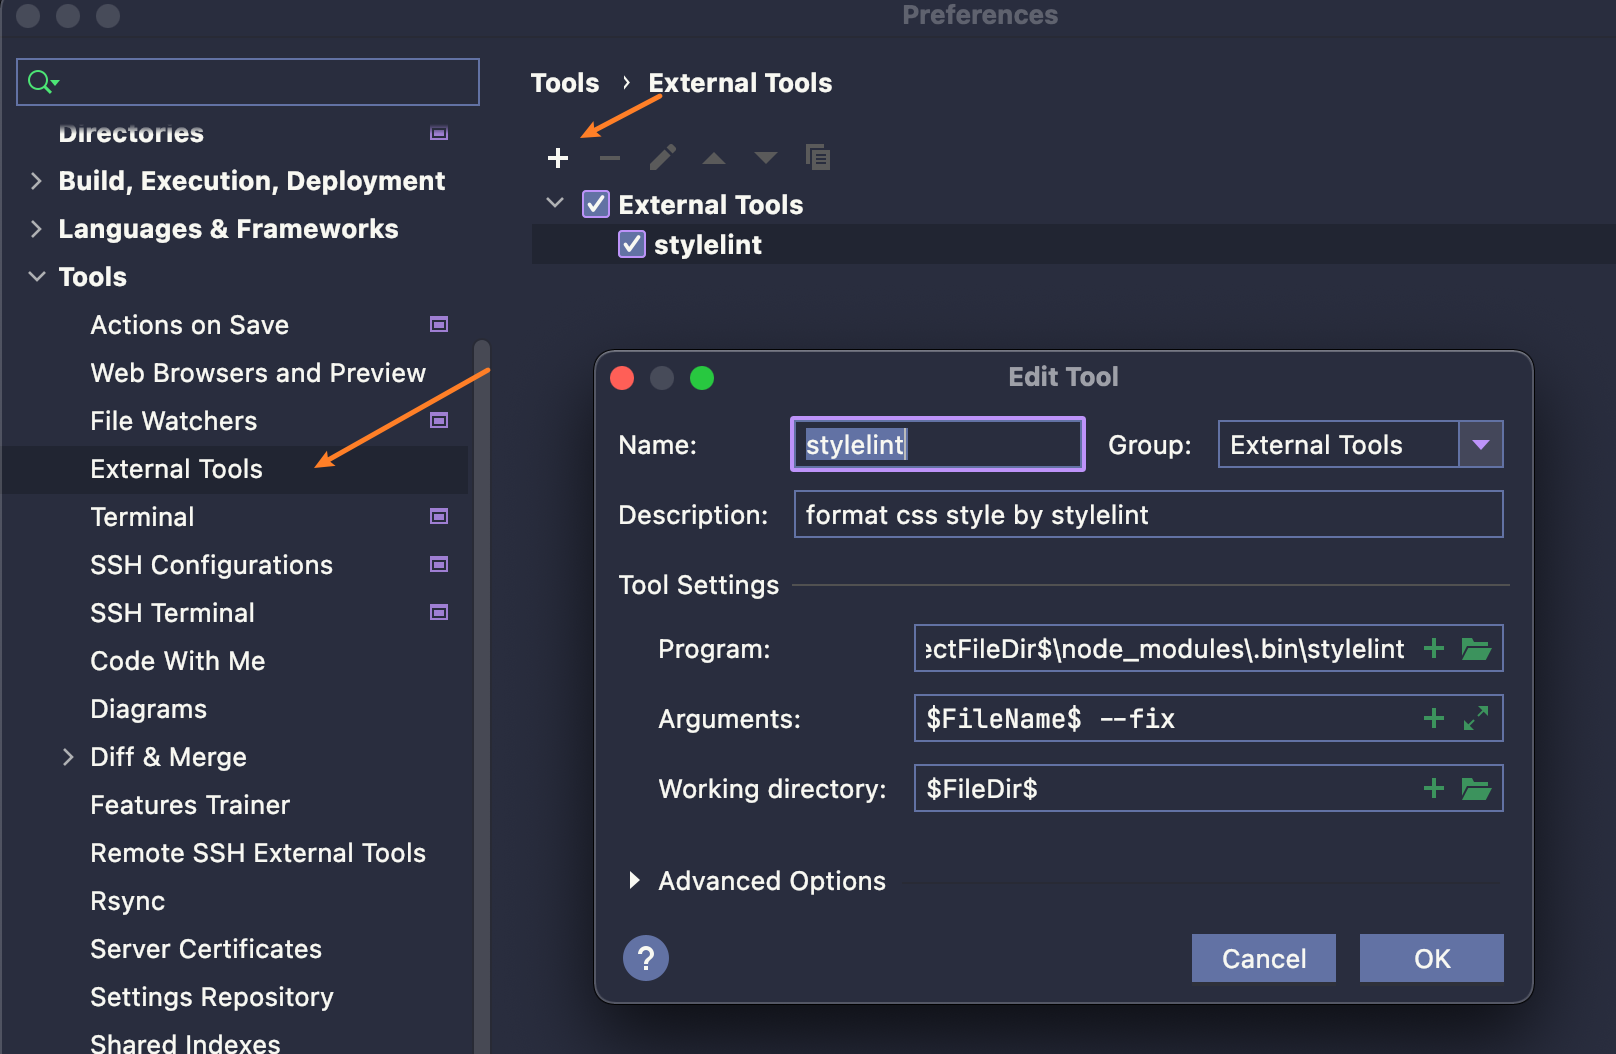 Preferences
Directories
Build, Execution, Deployment
Languages & Frameworks
Tools
Actions on Save
Web Browsers and Preview
File Watchers
External Tools
Terminal
SSH Configurations
SSH Terminal
Code With Me
Diagrams
Diff & Merge
Features Trainer
Remote SSH External Tools
Rsync
Server Certificates
Settings Repository
Shared Indexes
Tools › External Tools
External Tools
stylelint
Edit Tool
Name: stylelint Group: External Tools
Description: format css style by stylelint
Tool Settings
Program: ectFileDir$\node_modules\.bin\stylelint
Arguments: $FileName$ --fix
Working directory: $FileDir$
Advanced Options
? Cancel OK